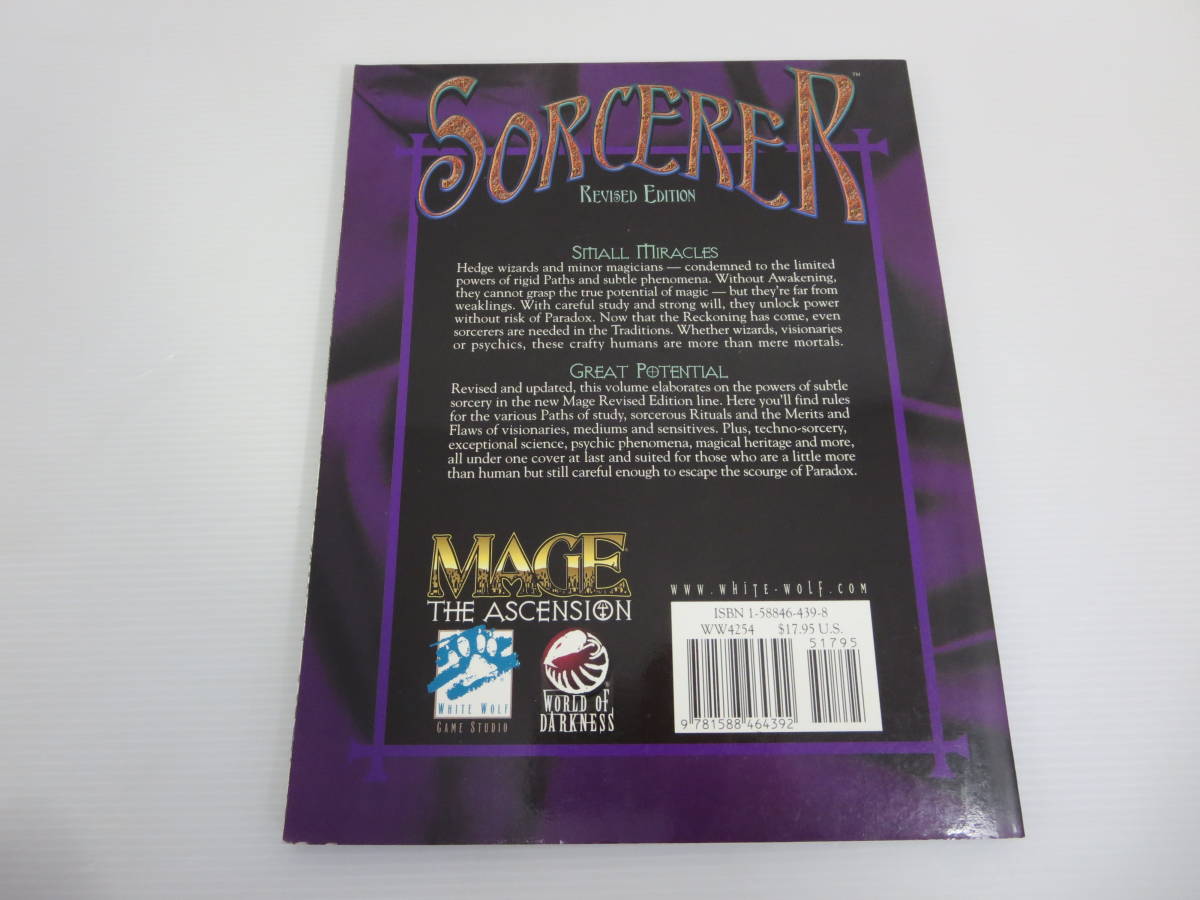 SORCERER™
REVISED EDITION
SMALL MIRACLES
Hedge wizards and minor magicians — condemned to the limited
powers of rigid Paths and subtle phenomena. Without Awakening,
they cannot grasp the true potential of magic — but they're far from
weaklings. With careful study and strong will, they unlock power
without risk of Paradox. Now that the Reckoning has come, even
sorcerers are needed in the Traditions. Whether wizards, visionaries
or psychics, these crafty humans are more than mere mortals.
GREAT POTENTIAL
Revised and updated, this volume elaborates on the powers of subtle
sorcery in the new Mage Revised Edition line. Here you'll find rules
for the various Paths of study, sorcerous Rituals and the Merits and
Flaws of visionaries, mediums and sensitives. Plus, techno-sorcery,
exceptional science, psychic phenomena, magical heritage and more,
all under one cover at last and suited for those who are a little more
than human but still careful enough to escape the scourge of Paradox.
MAGE®
THE ASCENSION
WHITE WOLF
GAME STUDIO
WORLD OF
DARKNESS
WWW.WHITE-WOLF.COM
ISBN 1-58846-439-8
WW4254 $17.95 U.S.
51795
9 781588 464392